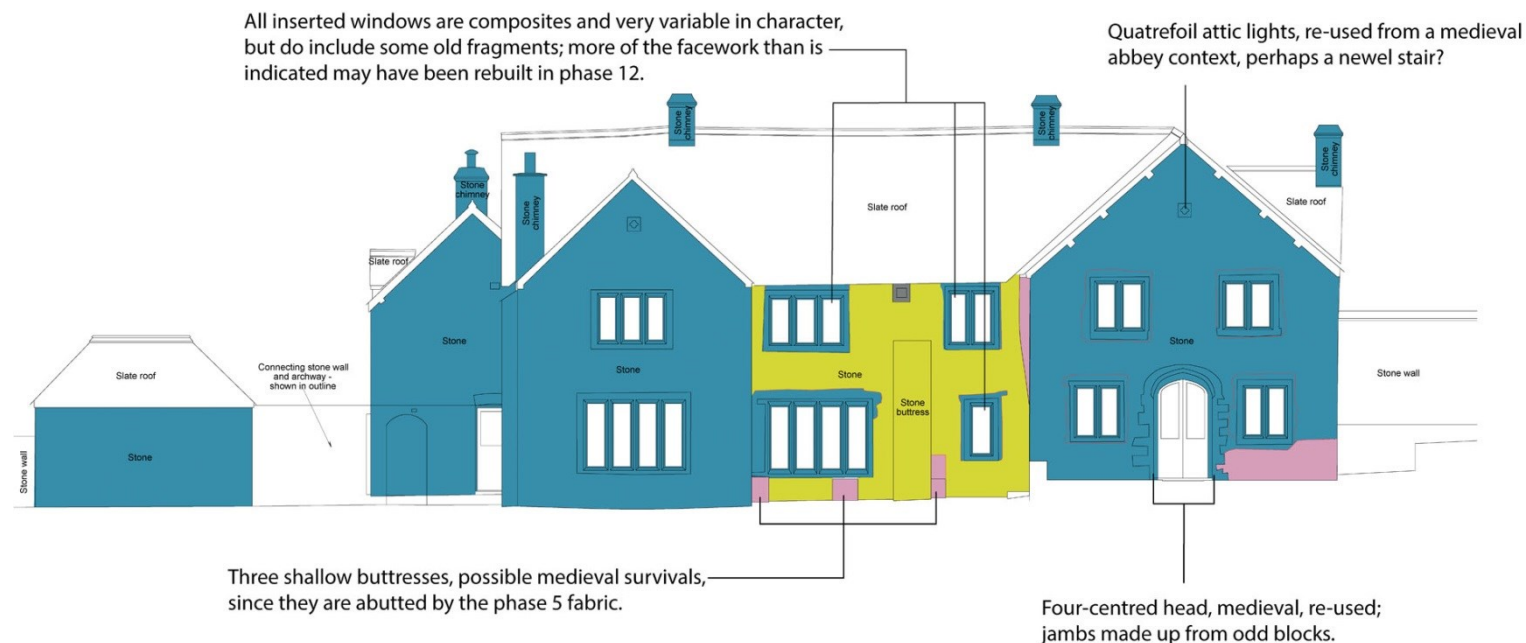 All inserted windows are composites and very variable in character,
but do include some old fragments; more of the facework than is
indicated may have been rebuilt in phase 12.
Quatrefoil attic lights, re-used from a medieval
abbey context, perhaps a newel stair?
Stone
chimney
Stone
chimney
Stone
chimney
Stone
chimney
Stone
chimney
Slate roof
Slate roof
Slate roof
Slate roof
Connecting stone wall
and archway -
shown in outline
Stone
Stone
Stone
Stone
buttress
Stone
Stone wall
Stone wall
Stone
Three shallow buttresses, possible medieval survivals,
since they are abutted by the phase 5 fabric.
Four-centred head, medieval, re-used;
jambs made up from odd blocks.